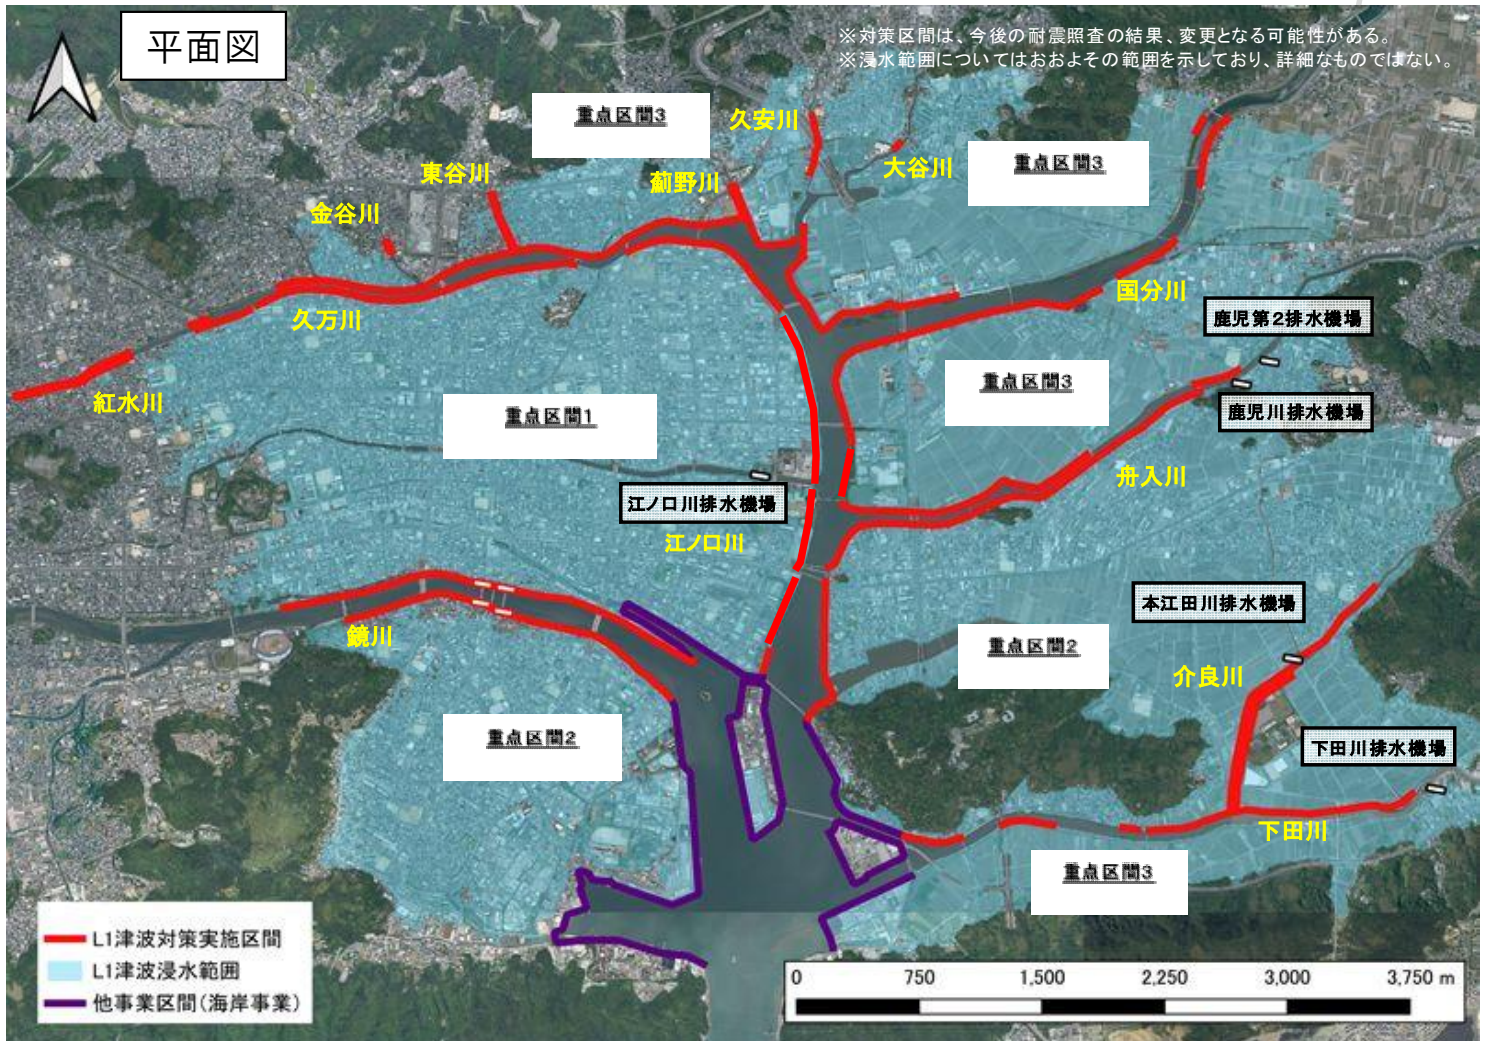 平面図
※対策区間は、今後の耐震照査の結果、変更となる可能性がある。
※浸水範囲についてはおおよその範囲を示しており、詳細なものではない。
重点区間3
久安川
大谷川
重点区間3
東谷川
薊野川
金谷川
久万川
国分川
鹿児第2排水機場
紅水川
重点区間1
重点区間3
鹿児川排水機場
江ノ口川排水機場
舟入川
江ノ口川
本江田川排水機場
鏡川
重点区間2
介良川
重点区間2
下田川排水機場
下田川
重点区間3
L1津波対策実施区間
L1津波浸水範囲
他事業区間(海岸事業)
0 750 1,500 2,250 3,000 3,750 m